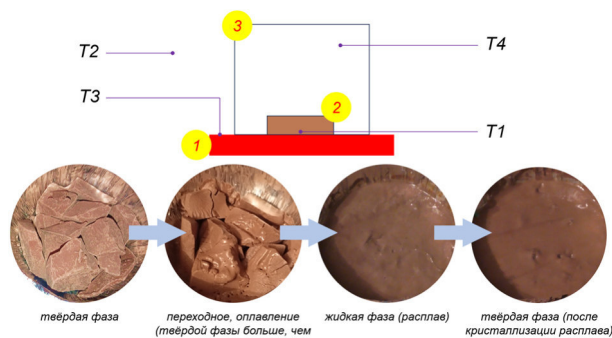 3
T2
T4
T3
2
1
T1
твёрдая фаза
переходное, оплавление
(твёрдой фазы больше, чем
жидкая фаза (расплав)
твёрдая фаза (после
кристаллизации расплава)